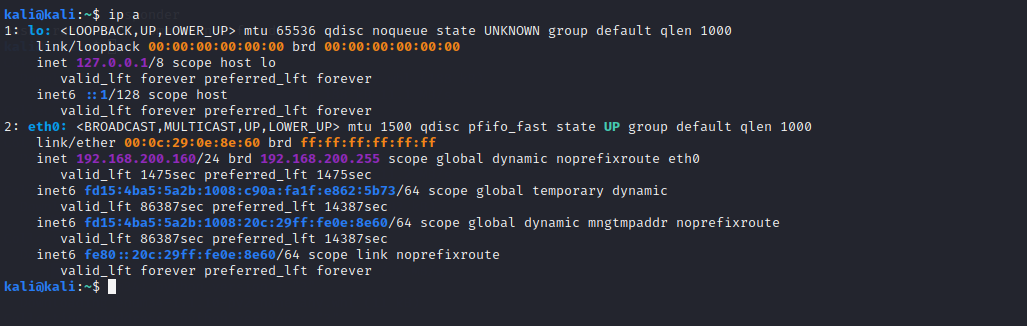 kali@kali:~$ ip a
1: lo: <LOOPBACK,UP,LOWER_UP> mtu 65536 qdisc noqueue state UNKNOWN group default qlen 1000
    link/loopback 00:00:00:00:00:00 brd 00:00:00:00:00:00
    inet 127.0.0.1/8 scope host lo
       valid_lft forever preferred_lft forever
    inet6 ::1/128 scope host
       valid_lft forever preferred_lft forever
2: eth0: <BROADCAST,MULTICAST,UP,LOWER_UP> mtu 1500 qdisc pfifo_fast state UP group default qlen 1000
    link/ether 00:0c:29:0e:8e:60 brd ff:ff:ff:ff:ff:ff
    inet 192.168.200.160/24 brd 192.168.200.255 scope global dynamic noprefixroute eth0
       valid_lft 1475sec preferred_lft 1475sec
    inet6 fd15:4ba5:5a2b:1008:c90a:fa1f:e862:5b73/64 scope global temporary dynamic
       valid_lft 86387sec preferred_lft 14387sec
    inet6 fd15:4ba5:5a2b:1008:20c:29ff:fe0e:8e60/64 scope global dynamic mngtmpaddr noprefixroute
       valid_lft 86387sec preferred_lft 14387sec
    inet6 fe80::20c:29ff:fe0e:8e60/64 scope link noprefixroute
       valid_lft forever preferred_lft forever
kali@kali:~$